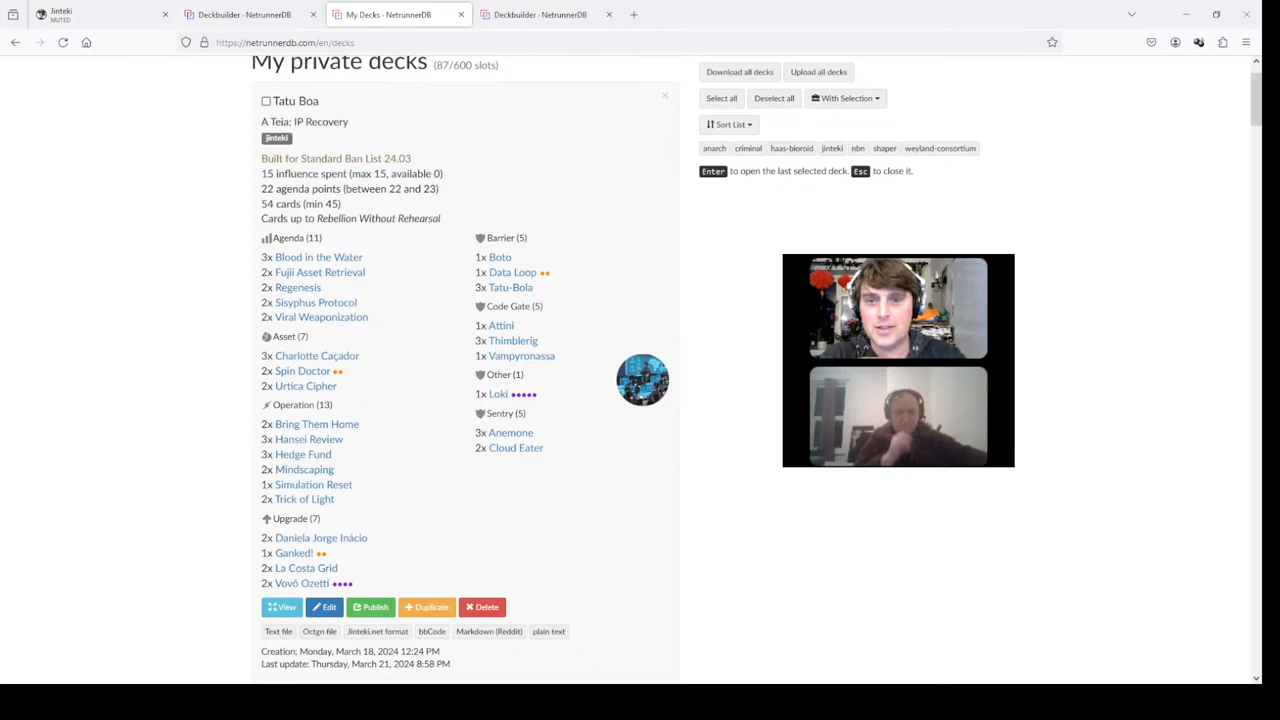 Jinteki
MUTED
Deckbuilder · NetrunnerDB
My Decks · NetrunnerDB
Deckbuilder · NetrunnerDB
https://netrunnerdb.com/en/decks
My private decks (87/600 slots)
Tatu Boa
A Teia: IP Recovery
jinteki
Built for Standard Ban List 24.03
15 influence spent (max 15, available 0)
22 agenda points (between 22 and 23)
54 cards (min 45)
Cards up to Rebellion Without Rehearsal
Agenda (11)
3x Blood in the Water
2x Fujii Asset Retrieval
2x Regenesis
2x Sisyphus Protocol
2x Viral Weaponization
Asset (7)
3x Charlotte Caçador
2x Spin Doctor ●●
2x Urtica Cipher
Operation (13)
2x Bring Them Home
3x Hansei Review
3x Hedge Fund
2x Mindscaping
1x Simulation Reset
2x Trick of Light
Upgrade (7)
2x Daniela Jorge Inácio
1x Ganked! ●●
2x La Costa Grid
2x Vovô Ozetti ●●●●
Barrier (5)
1x Boto
1x Data Loop ●●
3x Tatu-Bola
Code Gate (5)
1x Attini
3x Thimblerig
1x Vampyronassa
Other (1)
1x Loki ●●●●●
Sentry (5)
3x Anemone
2x Cloud Eater
View Edit Publish Duplicate Delete
Text file Octgn file Jinteki.net format bbCode Markdown (Reddit) plain text
Creation: Monday, March 18, 2024 12:24 PM
Last update: Thursday, March 21, 2024 8:58 PM
Download all decks Upload all decks
Select all Deselect all With Selection
Sort List
anarch criminal haas-bioroid jinteki nbn shaper weyland-consortium
Enter to open the last selected deck. Esc to close it.